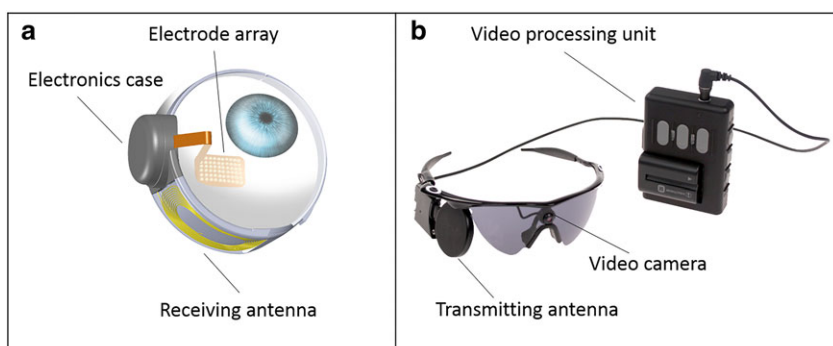 a
Electrode array
Electronics case
Receiving antenna
b
Video processing unit
Video camera
Transmitting antenna